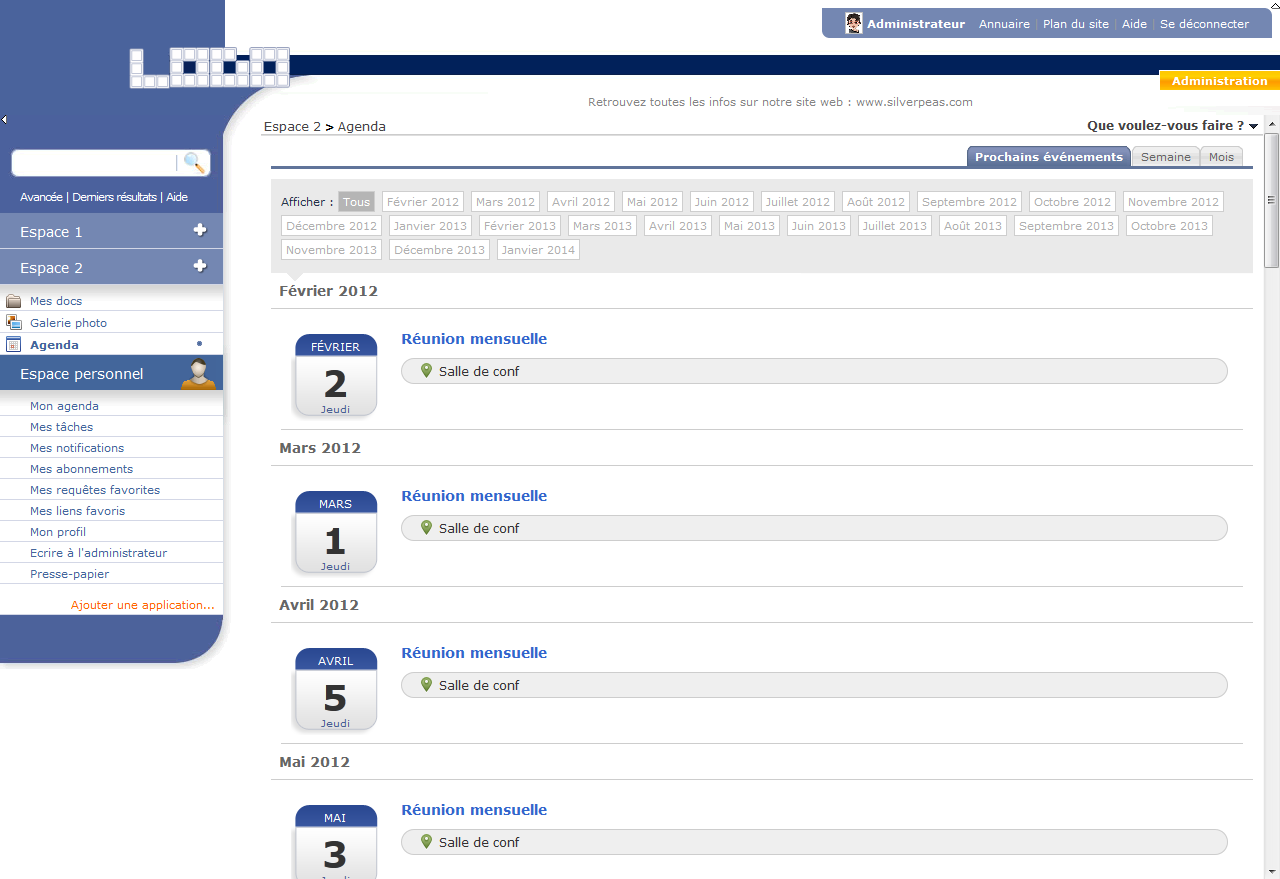 Administrateur Annuaire | Plan du site | Aide | Se déconnecter
LOGO
Administration
Retrouvez toutes les infos sur notre site web : www.silverpeas.com
Espace 2 > Agenda
Que voulez-vous faire ?
Avancée | Derniers résultats | Aide
Espace 1
Espace 2
Mes docs
Galerie photo
Agenda
Espace personnel
Mon agenda
Mes tâches
Mes notifications
Mes abonnements
Mes requêtes favorites
Mes liens favoris
Mon profil
Ecrire à l'administrateur
Presse-papier
Ajouter une application...
Prochains événements Semaine Mois
Afficher : Tous Février 2012 Mars 2012 Avril 2012 Mai 2012 Juin 2012 Juillet 2012 Août 2012 Septembre 2012 Octobre 2012 Novembre 2012
Décembre 2012 Janvier 2013 Février 2013 Mars 2013 Avril 2013 Mai 2013 Juin 2013 Juillet 2013 Août 2013 Septembre 2013 Octobre 2013
Novembre 2013 Décembre 2013 Janvier 2014
Février 2012
FÉVRIER
2
Jeudi
Réunion mensuelle
Salle de conf
Mars 2012
MARS
1
Jeudi
Réunion mensuelle
Salle de conf
Avril 2012
AVRIL
5
Jeudi
Réunion mensuelle
Salle de conf
Mai 2012
MAI
3
Réunion mensuelle
Salle de conf